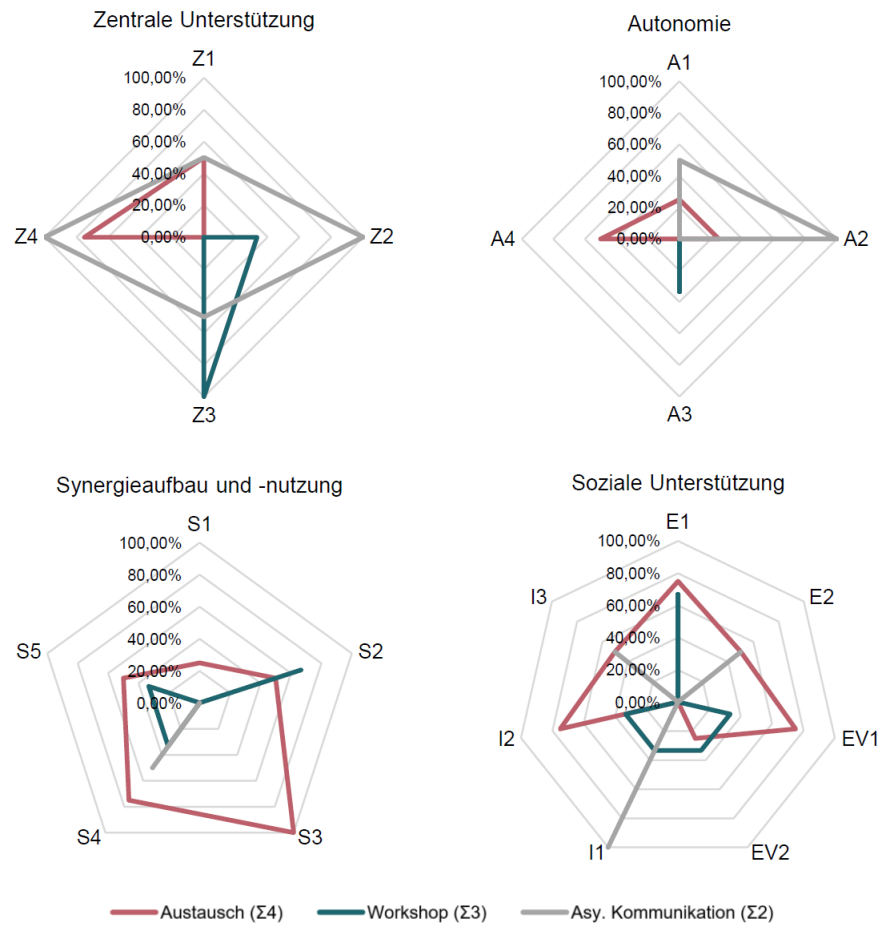 Zentrale Unterstützung
Z1
100,00%
80,00%
60,00%
40,00%
20,00%
0,00%
Z4
Z2
Z3
Autonomie
A1
100,00%
80,00%
60,00%
40,00%
20,00%
0,00%
A4
A2
A3
Synergieaufbau und -nutzung
S1
100,00%
80,00%
60,00%
40,00%
20,00%
0,00%
S5
S2
S4
S3
Soziale Unterstützung
E1
100,00%
80,00%
60,00%
40,00%
20,00%
0,00%
I3
E2
I2
EV1
I1
EV2
Austausch (Σ4)
Workshop (Σ3)
Asy. Kommunikation (Σ2)